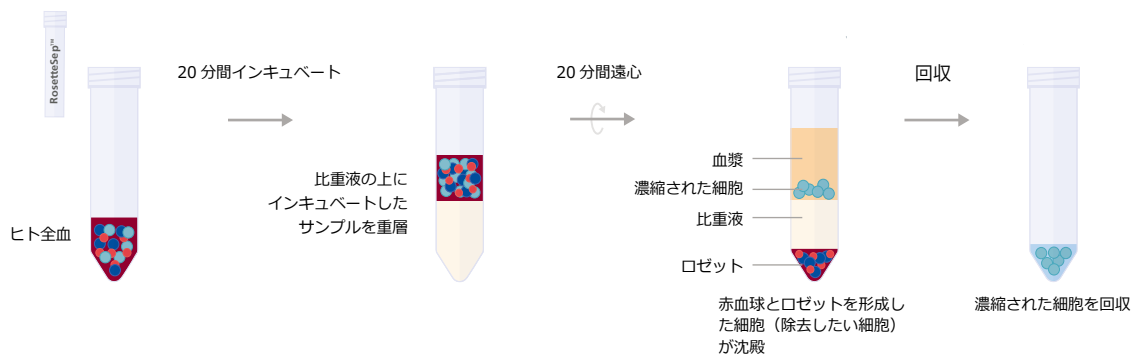 RosetteSep™
20 分間インキュベート
20 分間遠心
回収
ヒト全血
比重液の上に
インキュベートした
サンプルを重層
血漿
濃縮された細胞
比重液
ロゼット
赤血球とロゼットを形成し
た細胞（除去したい細胞）
が沈殿
濃縮された細胞を回収